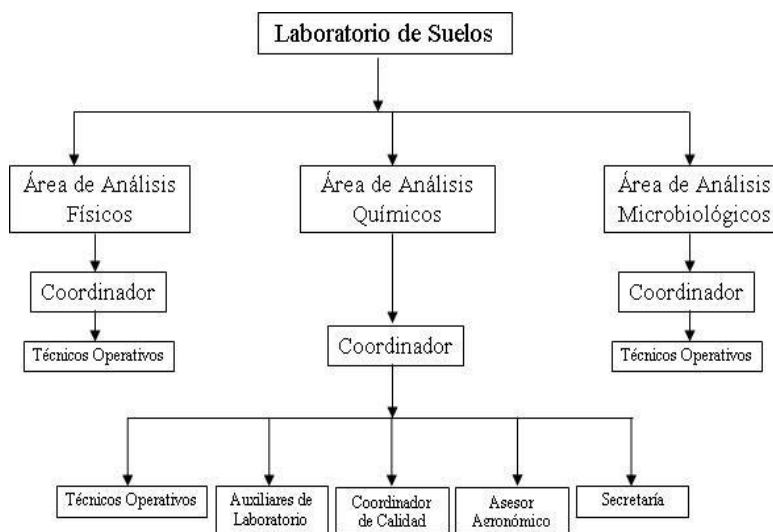 Laboratorio de Suelos
Área de Análisis
Físicos
Área de Análisis
Químicos
Área de Análisis
Microbiológicos
Coordinador
Coordinador
Coordinador
Técnicos Operativos
Técnicos Operativos
Técnicos Operativos
Auxiliares de
Laboratorio
Coordinador
de Calidad
Asesor
Agronómico
Secretaría